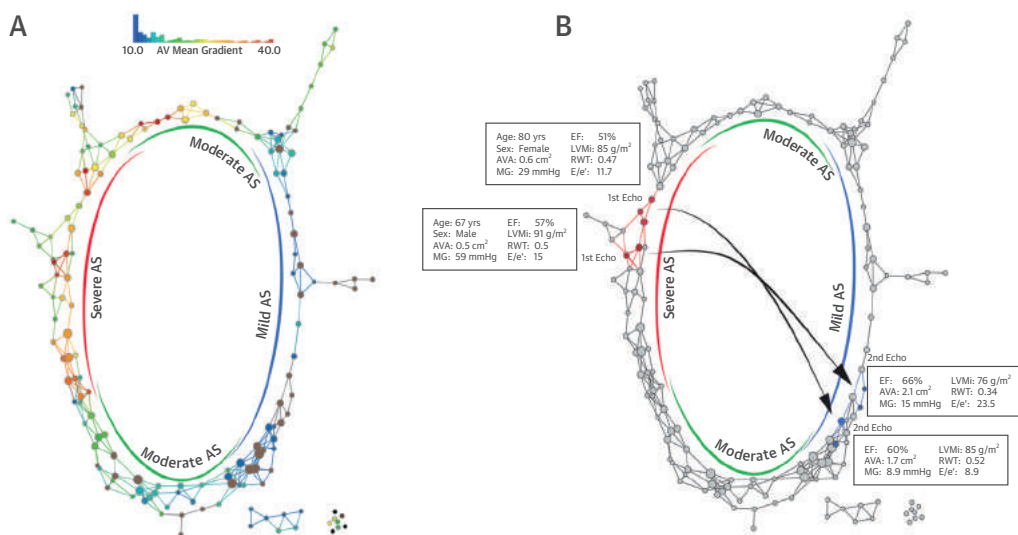 A
10.0 AV Mean Gradient 40.0
Moderate AS
Severe AS
Mild AS
Moderate AS
B
Age: 80 yrs EF: 51%
Sex: Female LVMi: 85 g/m²
AVA: 0.6 cm² RWT: 0.47
MG: 29 mmHg E/e': 11.7
1st Echo
Age: 67 yrs EF: 57%
Sex: Male LVMi: 91 g/m²
AVA: 0.5 cm² RWT: 0.5
MG: 59 mmHg E/e': 15
1st Echo
Moderate AS
Severe AS
Mild AS
Moderate AS
2nd Echo
EF: 66% LVMi: 76 g/m²
AVA: 2.1 cm² RWT: 0.34
MG: 15 mmHg E/e': 23.5
2nd Echo
EF: 60% LVMi: 85 g/m²
AVA: 1.7 cm² RWT: 0.52
MG: 8.9 mmHg E/e': 8.9